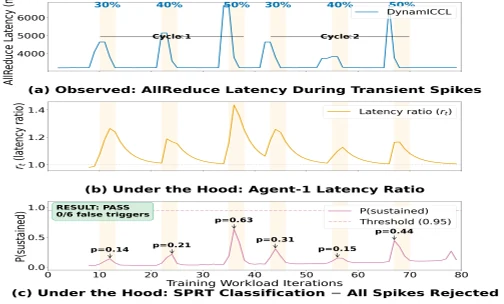 30% 40% 50% 30% 40% 50%
DynamICCL
AllReduce Latency
6000
5000
4000
Cycle 1
Cycle 2
(a) Observed: AllReduce Latency During Transient Spikes
rt (latency ratio)
1.4
1.2
1.0
Latency ratio (rt)
(b) Under the Hood: Agent-1 Latency Ratio
P(sustained)
1.0
0.5
0.0
RESULT: PASS
0/6 false triggers
P(sustained)
Threshold (0.95)
p=0.14
p=0.21
p=0.63
p=0.31
p=0.15
p=0.44
0 10 20 30 40 50 60 70 80
Training Workload Iterations
(c) Under the Hood: SPRT Classification − All Spikes Rejected